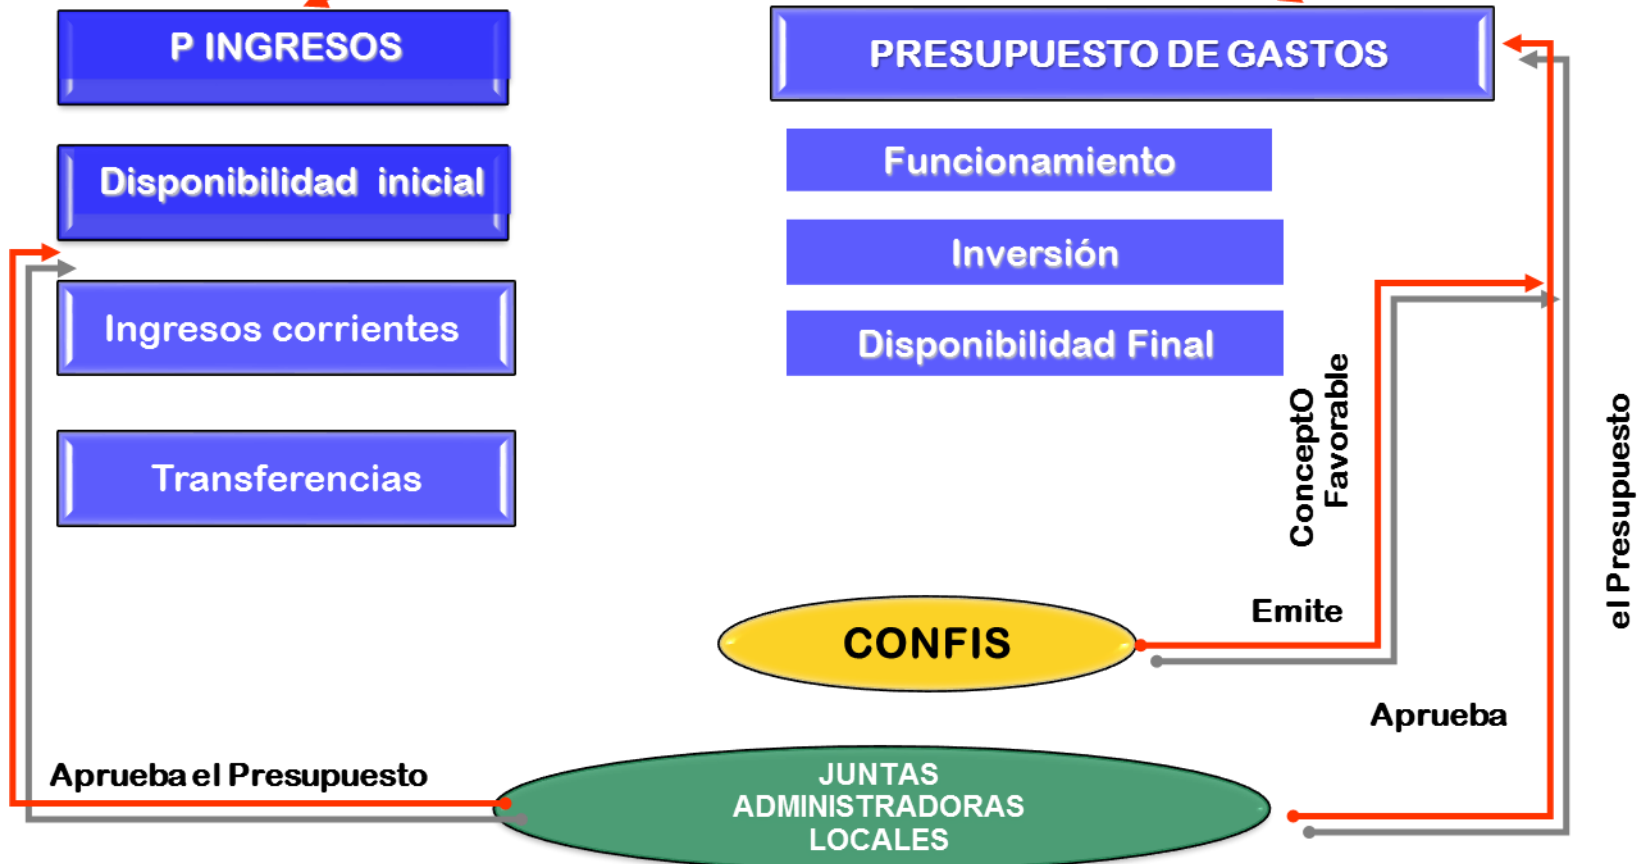 P INGRESOS
PRESUPUESTO DE GASTOS
Disponibilidad inicial
Funcionamiento
Inversión
Ingresos corrientes
Disponibilidad Final
Transferencias
ConceptO
Favorable
el Presupuesto
Emite
CONFIS
Aprueba
Aprueba el Presupuesto
JUNTAS
ADMINISTRADORAS
LOCALES